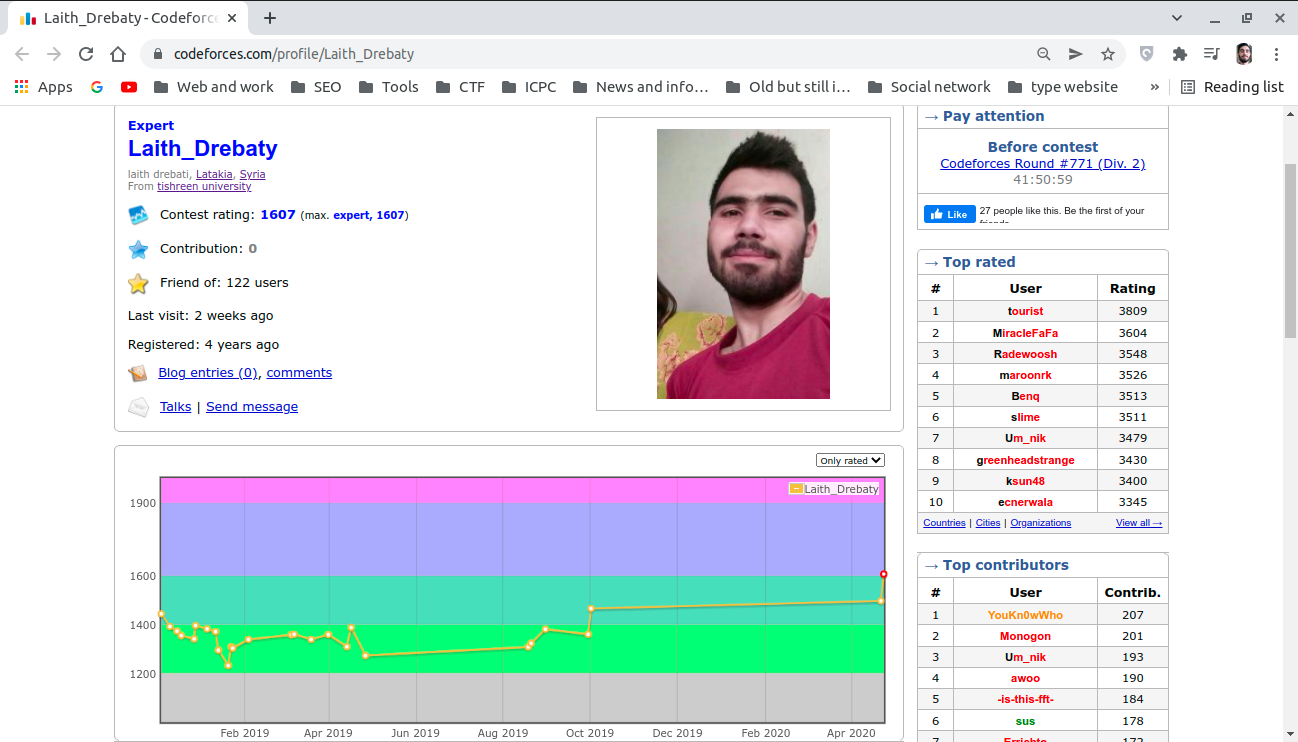 Laith_Drebaty - Codeforces
codeforces.com/profile/Laith_Drebaty
Apps
Web and work
SEO
Tools
CTF
ICPC
News and info…
Old but still i…
Social network
type website
»
Reading list
Expert
Laith_Drebaty
laith drebati, Latakia, Syria
From tishreen university
Contest rating: 1607 (max. expert, 1607)
Contribution: 0
Friend of: 122 users
Last visit: 2 weeks ago
Registered: 4 years ago
Blog entries (0), comments
Talks | Send message
Only rated
Laith_Drebaty
1900
1600
1400
1200
Feb 2019 Apr 2019 Jun 2019 Aug 2019 Oct 2019 Dec 2019 Feb 2020 Apr 2020
→ Pay attention
Before contest
Codeforces Round #771 (Div. 2)
41:50:59
Like
27 people like this. Be the first of your
friends.
→ Top rated
# User Rating
1 tourist 3809
2 MiracleFaFa 3604
3 Radewoosh 3548
4 maroonrk 3526
5 Benq 3513
6 slime 3511
7 Um_nik 3479
8 greenheadstrange 3430
9 ksun48 3400
10 ecnerwala 3345
Countries | Cities | Organizations View all →
→ Top contributors
# User Contrib.
1 YouKn0wWho 207
2 Monogon 201
3 Um_nik 193
4 awoo 190
5 -is-this-fft- 184
6 sus 178
7 Errichto 172